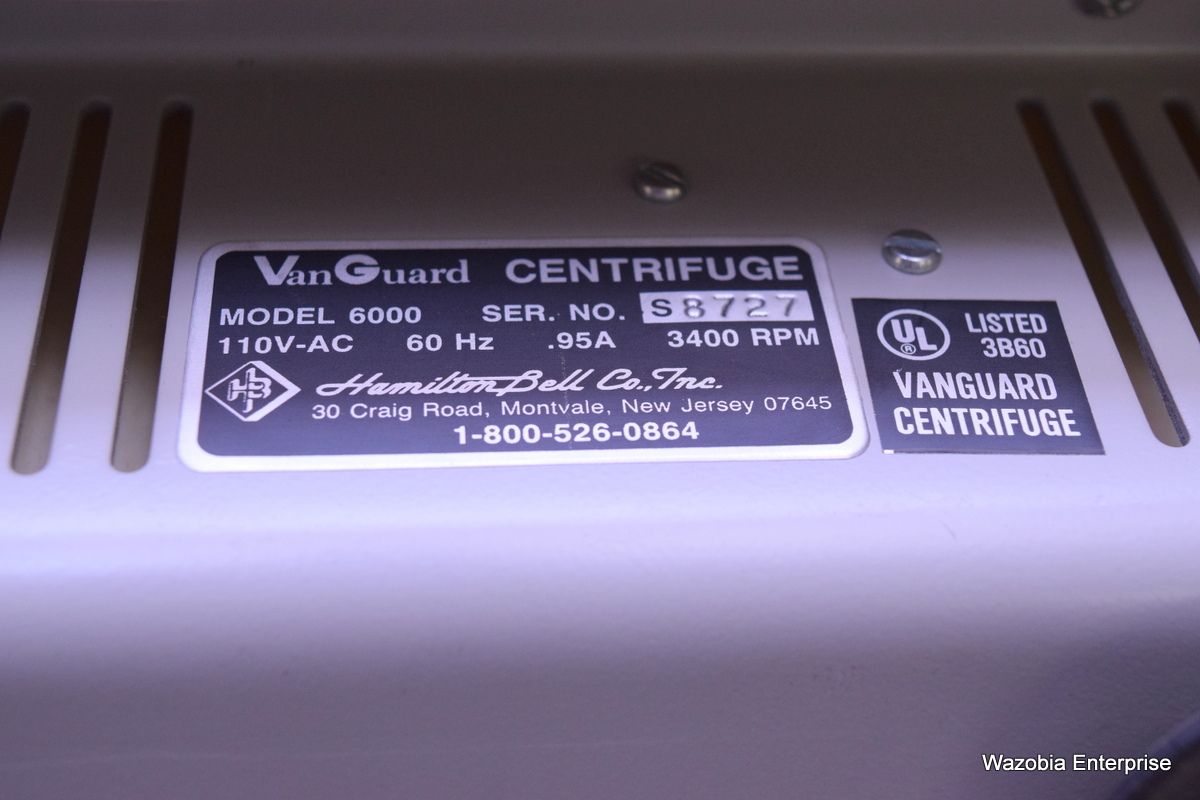 VanGuard CENTRIFUGE
MODEL 6000 SER. NO. S8727
110V-AC 60 Hz .95A 3400 RPM
HB Hamilton Bell Co., Inc.
30 Craig Road, Montvale, New Jersey 07645
1-800-526-0864
UL ® LISTED
3B60
VANGUARD
CENTRIFUGE
Wazobia Enterprise